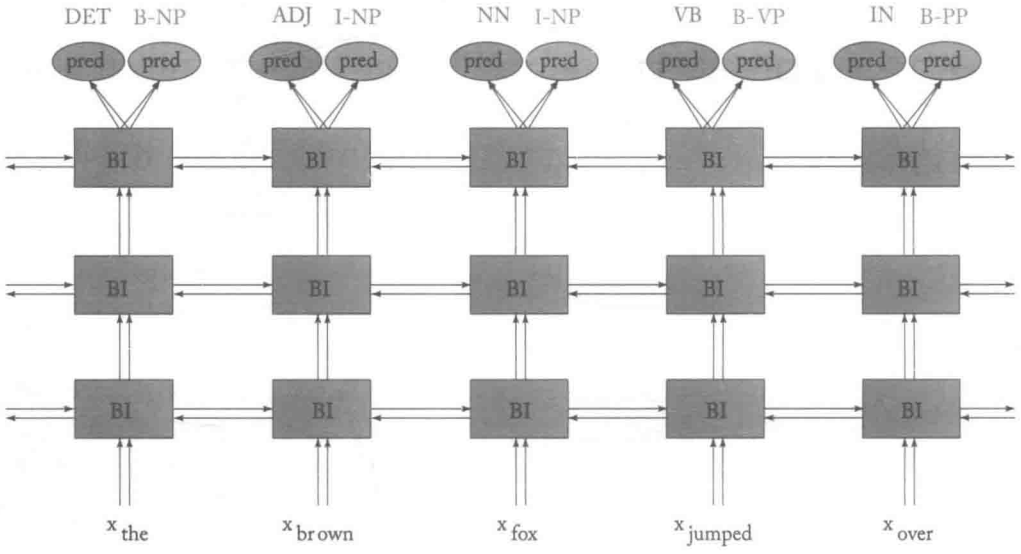 DET B-NP ADJ I-NP NN I-NP VB B-VP IN B-PP
pred pred pred pred pred pred pred pred pred pred
BI BI BI BI BI
BI BI BI BI BI
BI BI BI BI BI
x the x brown x fox x jumped x over